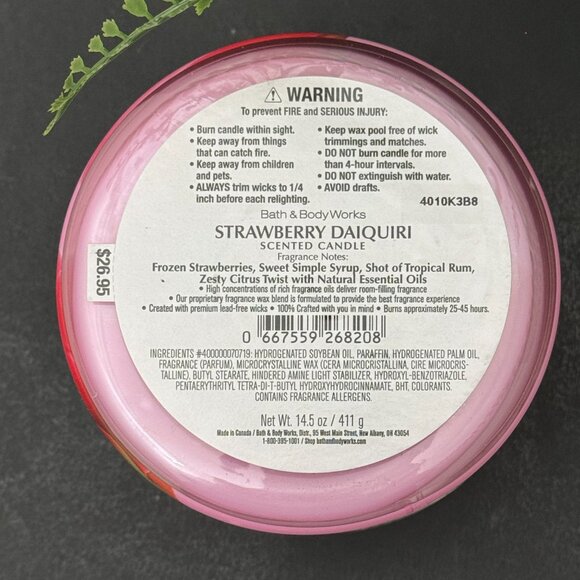 ⚠ WARNING
To prevent FIRE and SERIOUS INJURY:
• Burn candle within sight.
• Keep away from things
that can catch fire.
• Keep away from children
and pets.
• ALWAYS trim wicks to 1/4
inch before each relighting.
• Keep wax pool free of wick
trimmings and matches.
• DO NOT burn candle for more
than 4-hour intervals.
• DO NOT extinguish with water.
• AVOID drafts.
4010K3B8
Bath & Body Works
STRAWBERRY DAIQUIRI
SCENTED CANDLE
Fragrance Notes:
Frozen Strawberries, Sweet Simple Syrup, Shot of Tropical Rum,
Zesty Citrus Twist with Natural Essential Oils
• High concentrations of rich fragrance oils deliver room-filling fragrance
• Our proprietary fragrance wax blend is formulated to provide the best fragrance experience
• Created with premium lead-free wicks • 100% Crafted with you in mind • Burns approximately 25-45 hours.
0 667559 268208
INGREDIENTS #400000070719: HYDROGENATED SOYBEAN OIL, PARAFFIN, HYDROGENATED PALM OIL,
FRAGRANCE (PARFUM), MICROCRYSTALLINE WAX (CERA MICROCRISTALLINA, CIRE MICROCRIS-
TALLINE), BUTYL STEARATE, HINDERED AMINE LIGHT STABILIZER, HYDROXYL-BENZOTRIAZOLE,
PENTAERYTHRITYL TETRA-DI-T-BUTYL HYDROXYHYDROCINNAMATE, BHT, COLORANTS.
CONTAINS FRAGRANCE ALLERGENS.
Net Wt. 14.5 oz / 411 g
Made in Canada / Bath & Body Works, Distr., 95 West Main Street, New Albany, OH 43054
1-800-395-1001 / Shop bathandbodyworks.com
$26.95